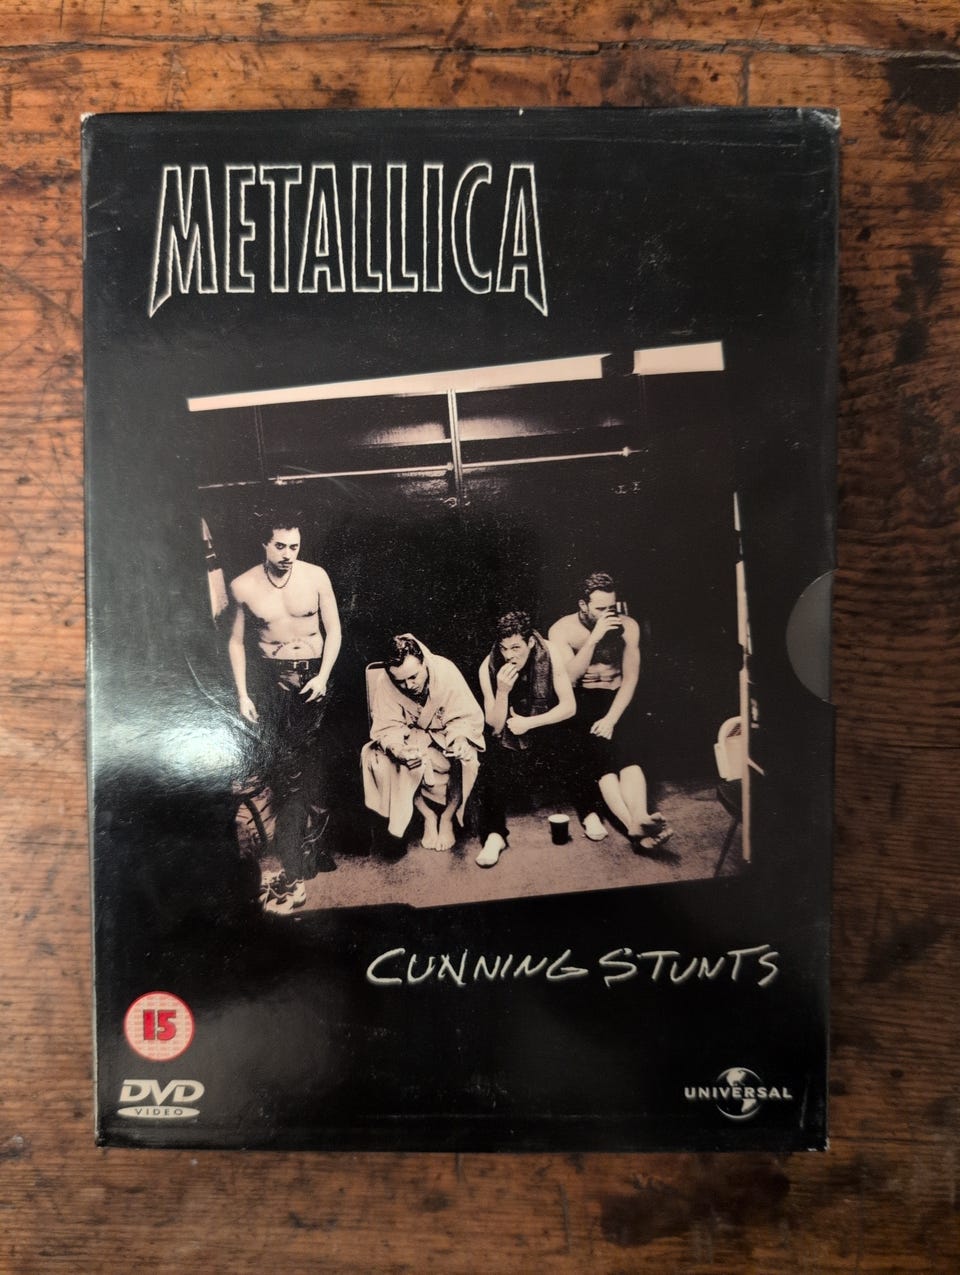 METALLICA
CUNNING STUNTS
15
DVD
VIDEO
UNIVERSAL